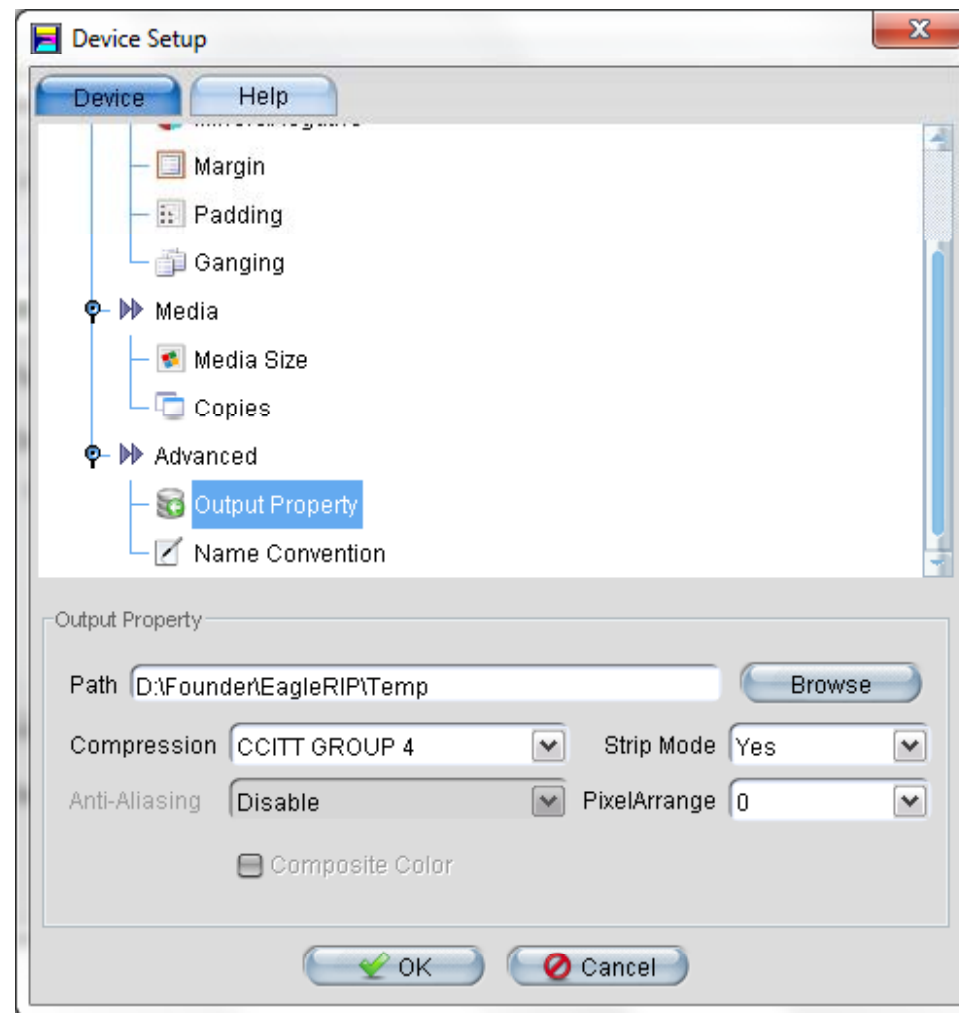 Device Setup
Device Help
Margin
Padding
Ganging
Media
Media Size
Copies
Advanced
Output Property
Name Convention
Output Property
Path D:\Founder\EagleRIP\Temp Browse
Compression CCITT GROUP 4 Strip Mode Yes
Anti-Aliasing Disable PixelArrange 0
Composite Color
OK Cancel